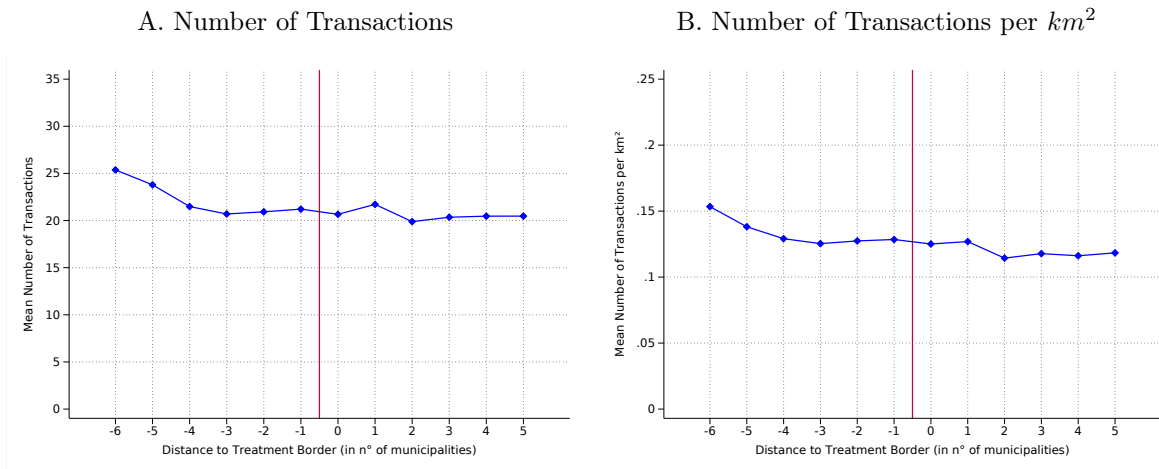 A. Number of Transactions
35
30
25
20
15
10
5
0
Mean Number of Transactions
-6 -5 -4 -3 -2 -1 0 1 2 3 4 5
Distance to Treatment Border (in n° of municipalities)
B. Number of Transactions per km²
.25
.2
.15
.1
.05
0
Mean Number of Transactions per km²
-6 -5 -4 -3 -2 -1 0 1 2 3 4 5
Distance to Treatment Border (in n° of municipalities)